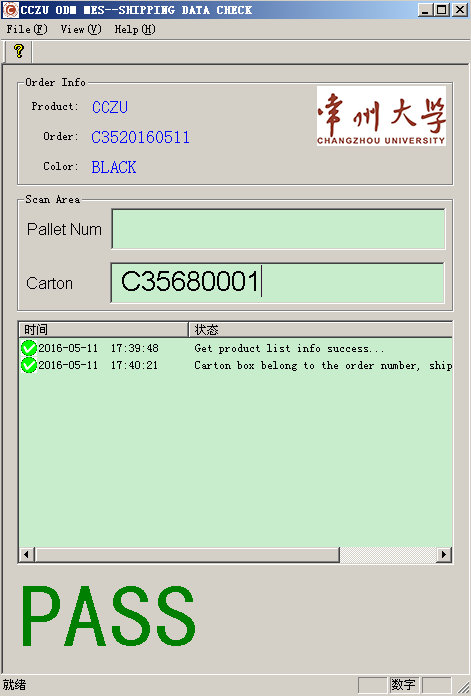 CCZU ODM MES--SHIPPING DATA CHECK
File(F) View(V) Help(H)
?
Order Info
Product: CCZU
Order: C3520160511
Color: BLACK
常州大学
CHANGZHOU UNIVERSITY
Scan Area
Pallet Num
Carton C35680001
时间 状态
2016-05-11 17:39:48 Get product list info success...
2016-05-11 17:40:21 Carton box belong to the order number, ship
PASS
就绪 数字